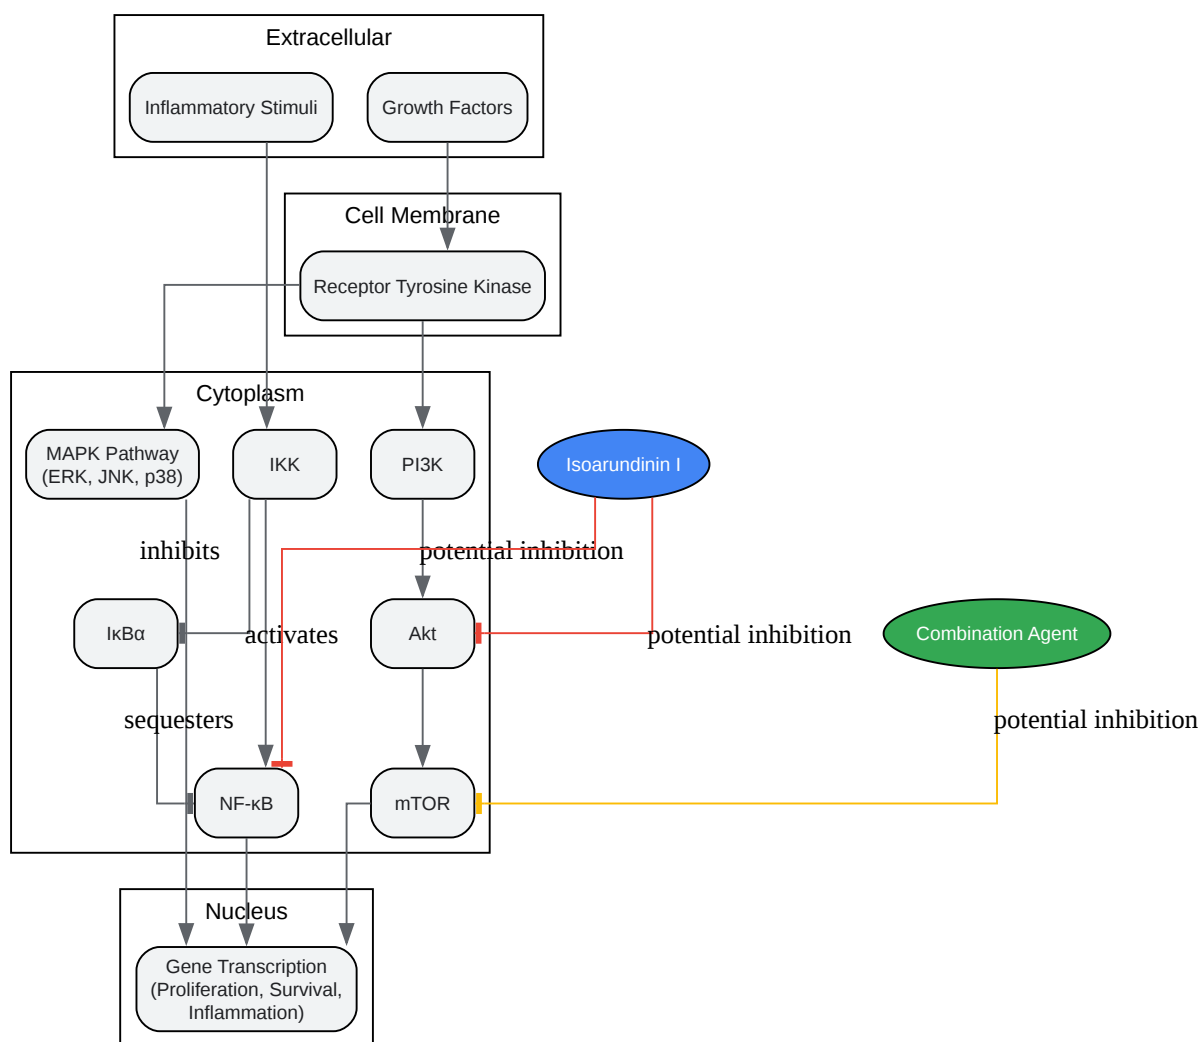 Extracellular
Inflammatory Stimuli
Growth Factors
Cell Membrane
Receptor Tyrosine Kinase
Cytoplasm
MAPK Pathway
(ERK, JNK, p38)
IKK
PI3K
Isoarundinin I
inhibits
potential inhibition
IκBα
activates
Akt
potential inhibition
Combination Agent
sequesters
potential inhibition
NF-κB
mTOR
Nucleus
Gene Transcription
(Proliferation, Survival,
Inflammation)